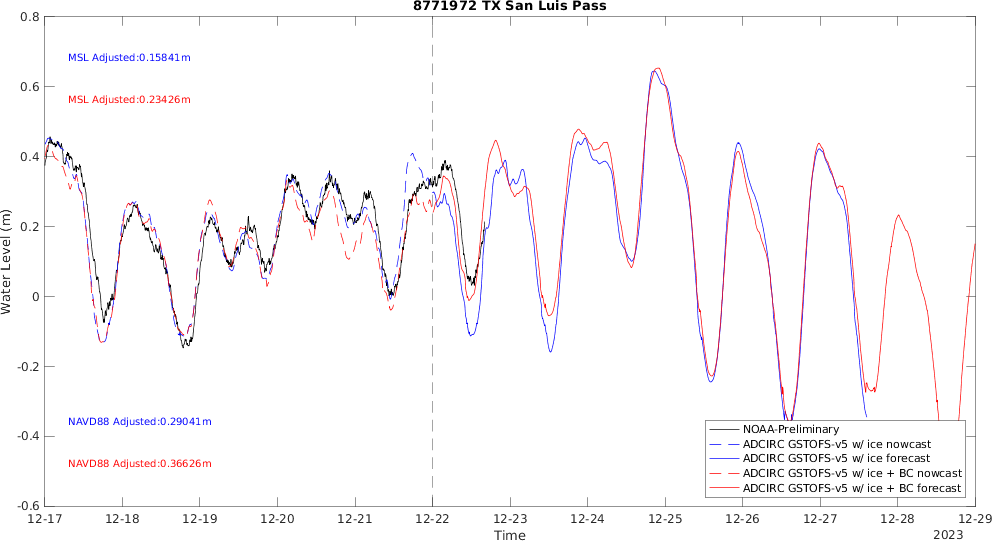 8771972 TX San Luis Pass
0.8
0.6
0.4
0.2
0
-0.2
-0.4
-0.6
Water Level (m)
MSL Adjusted:0.15841m
MSL Adjusted:0.23426m
NAVD88 Adjusted:0.29041m
NAVD88 Adjusted:0.36626m
NOAA-Preliminary
ADCIRC GSTOFS-v5 w/ ice nowcast
ADCIRC GSTOFS-v5 w/ ice forecast
ADCIRC GSTOFS-v5 w/ ice + BC nowcast
ADCIRC GSTOFS-v5 w/ ice + BC forecast
12-17 12-18 12-19 12-20 12-21 12-22 12-23 12-24 12-25 12-26 12-27 12-28 12-29
Time
2023